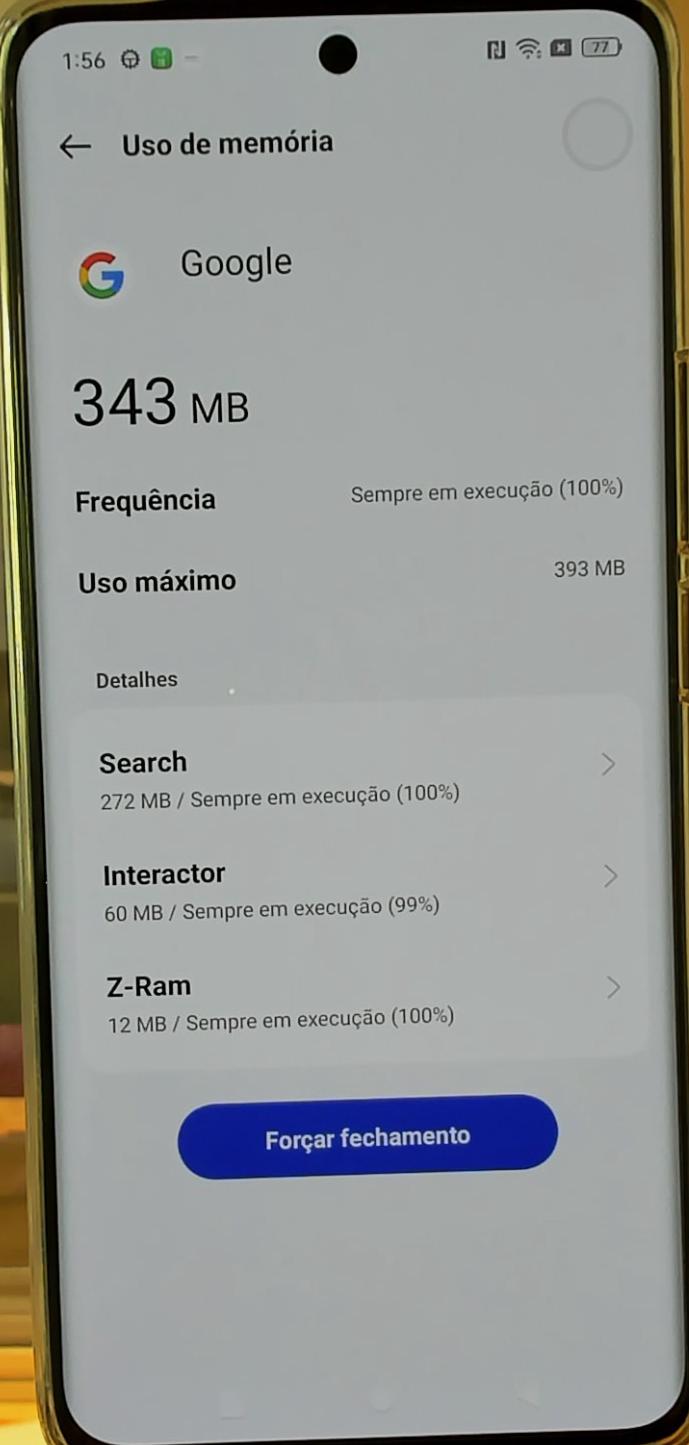 1:56
77
Uso de memória
Google
343 MB
Frequência Sempre em execução (100%)
Uso máximo 393 MB
Detalhes
Search
272 MB / Sempre em execução (100%)
Interactor
60 MB / Sempre em execução (99%)
Z-Ram
12 MB / Sempre em execução (100%)
Forçar fechamento